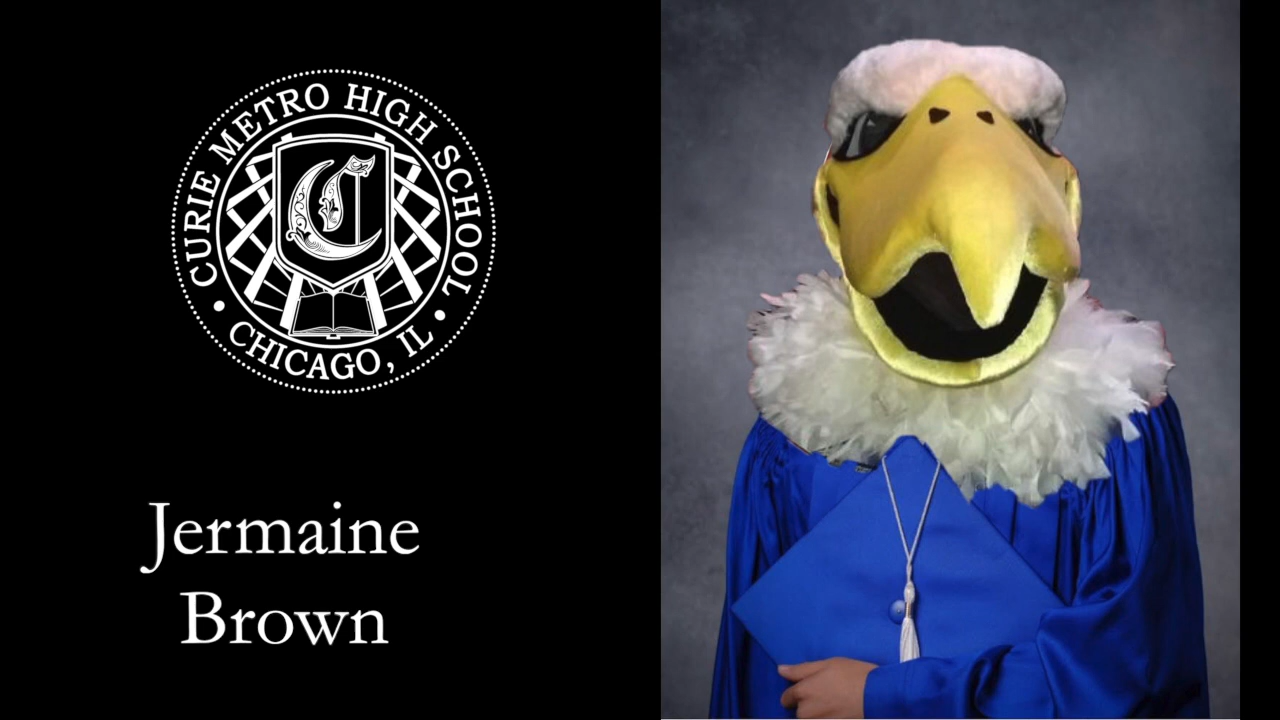 CURIE METRO HIGH SCHOOL
• CHICAGO, IL •
C
Jermaine
Brown